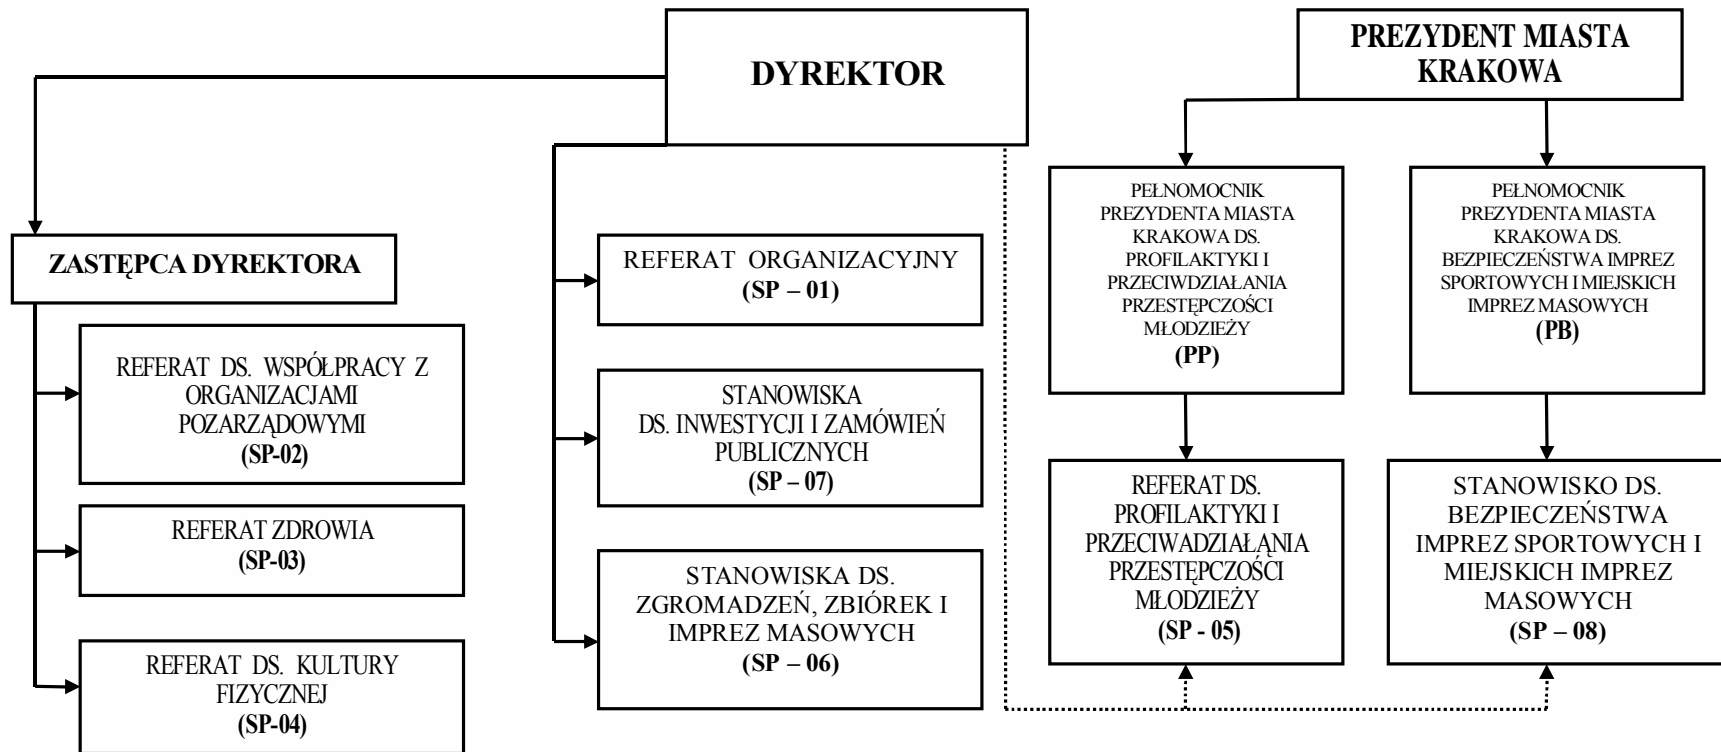 DYREKTOR
PREZYDENT MIASTA
KRAKOWA
ZASTĘPCA DYREKTORA
REFERAT DS. WSPÓŁPRACY Z
ORGANIZACJAMI
POZARZĄDOWYMI
(SP-02)
REFERAT ZDROWIA
(SP-03)
REFERAT DS. KULTURY
FIZYCZNEJ
(SP-04)
REFERAT ORGANIZACYJNY
(SP – 01)
STANOWISKA
DS. INWESTYCJI I ZAMÓWIEŃ
PUBLICZNYCH
(SP – 07)
STANOWISKA DS.
ZGROMADZEŃ, ZBIÓREK I
IMPREZ MASOWYCH
(SP – 06)
PEŁNOMOCNIK
PREZYDENTA MIASTA
KRAKOWA DS.
PROFILAKTYKI I
PRZECIWDZIAŁANIA
PRZESTĘPCZOŚCI
MŁODZIEŻY
(PP)
REFERAT DS.
PROFILAKTYKI I
PRZECIWADZIAŁĄNIA
PRZESTĘPCZOŚCI
MŁODZIEŻY
(SP - 05)
PEŁNOMOCNIK
PREZYDENTA MIASTA
KRAKOWA DS.
BEZPIECZEŃSTWA IMPREZ
SPORTOWYCH I MIEJSKICH
IMPREZ MASOWYCH
(PB)
STANOWISKO DS.
BEZPIECZEŃSTWA
IMPREZ SPORTOWYCH I
MIEJSKICH IMPREZ
MASOWYCH
(SP – 08)